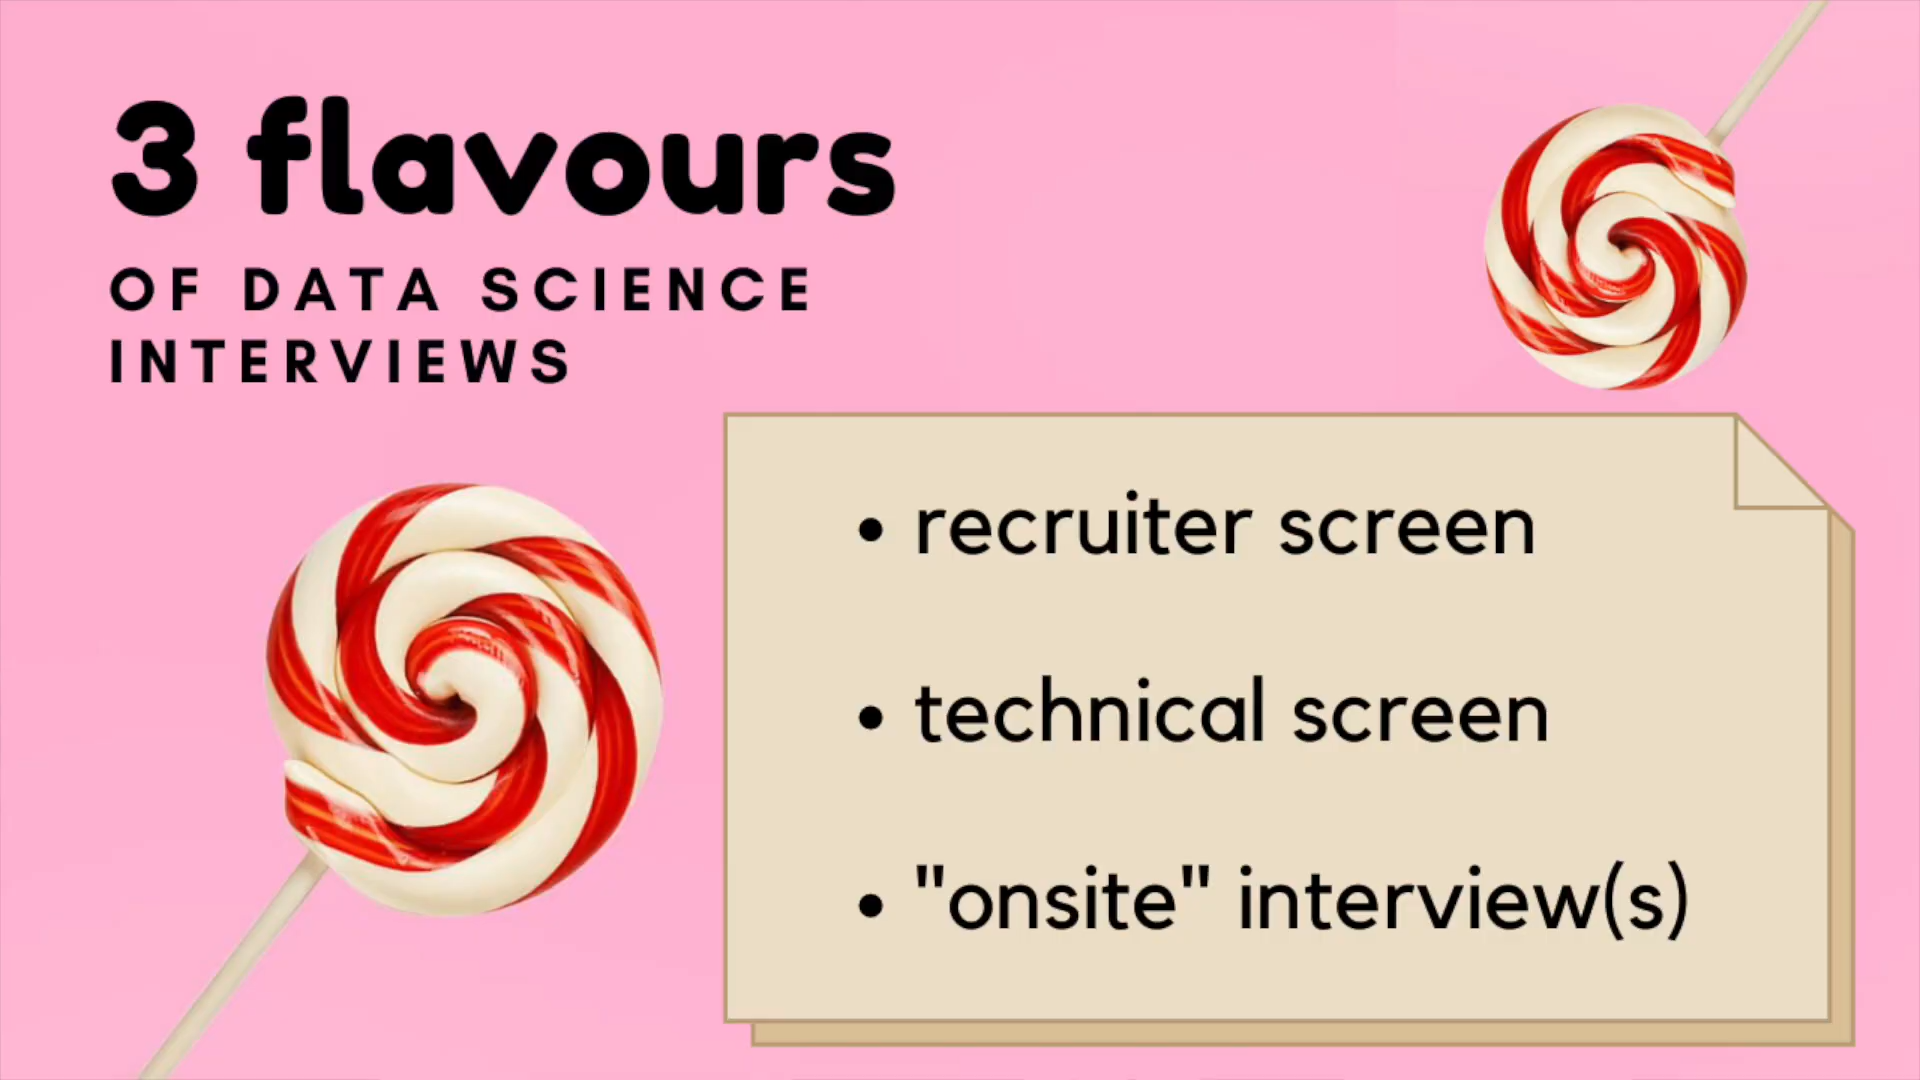 3 flavours
OF DATA SCIENCE
INTERVIEWS
• recruiter screen
• technical screen
• "onsite" interview(s)